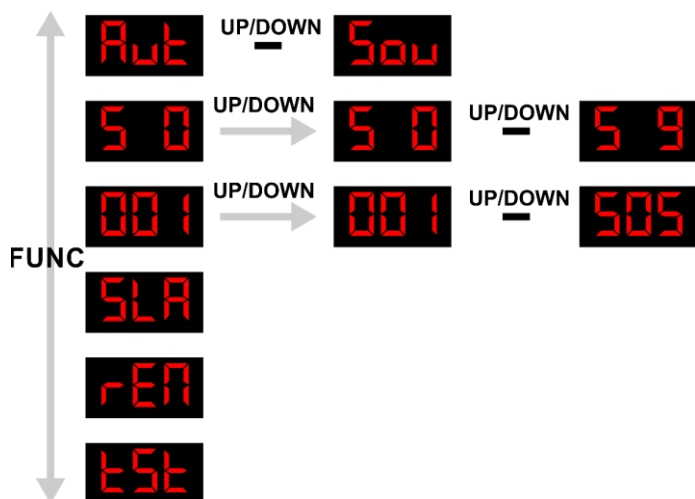 Aut UP/DOWN Sou
S 0 UP/DOWN S 0 UP/DOWN S 9
001 UP/DOWN 001 UP/DOWN 505
FUNC
SLA
rEM
tSt